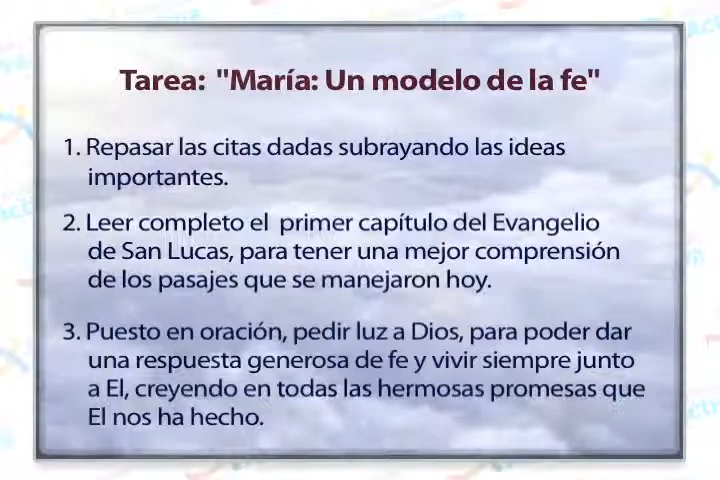 Tarea: "María: Un modelo de la fe"
1. Repasar las citas dadas subrayando las ideas
importantes.
2. Leer completo el primer capítulo del Evangelio
de San Lucas, para tener una mejor comprensión
de los pasajes que se manejaron hoy.
3. Puesto en oración, pedir luz a Dios, para poder dar
una respuesta generosa de fe y vivir siempre junto
a El, creyendo en todas las hermosas promesas que
El nos ha hecho.